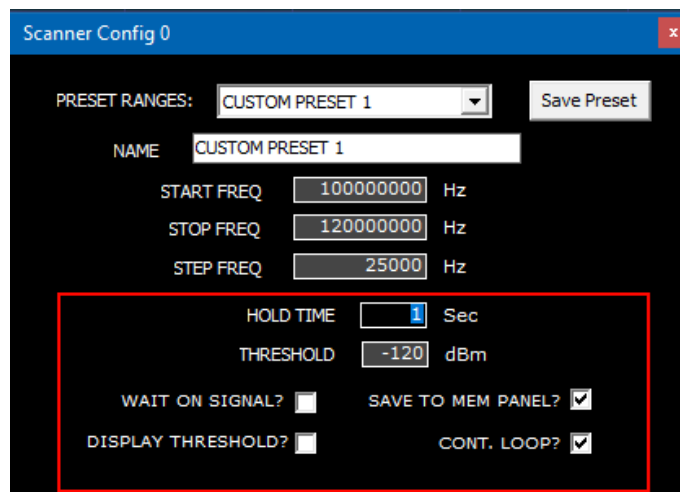 Scanner Config 0
x
PRESET RANGES: CUSTOM PRESET 1 Save Preset
NAME CUSTOM PRESET 1
START FREQ 100000000 Hz
STOP FREQ 120000000 Hz
STEP FREQ 25000 Hz
HOLD TIME 1 Sec
THRESHOLD -120 dBm
WAIT ON SIGNAL? SAVE TO MEM PANEL?
DISPLAY THRESHOLD? CONT. LOOP?